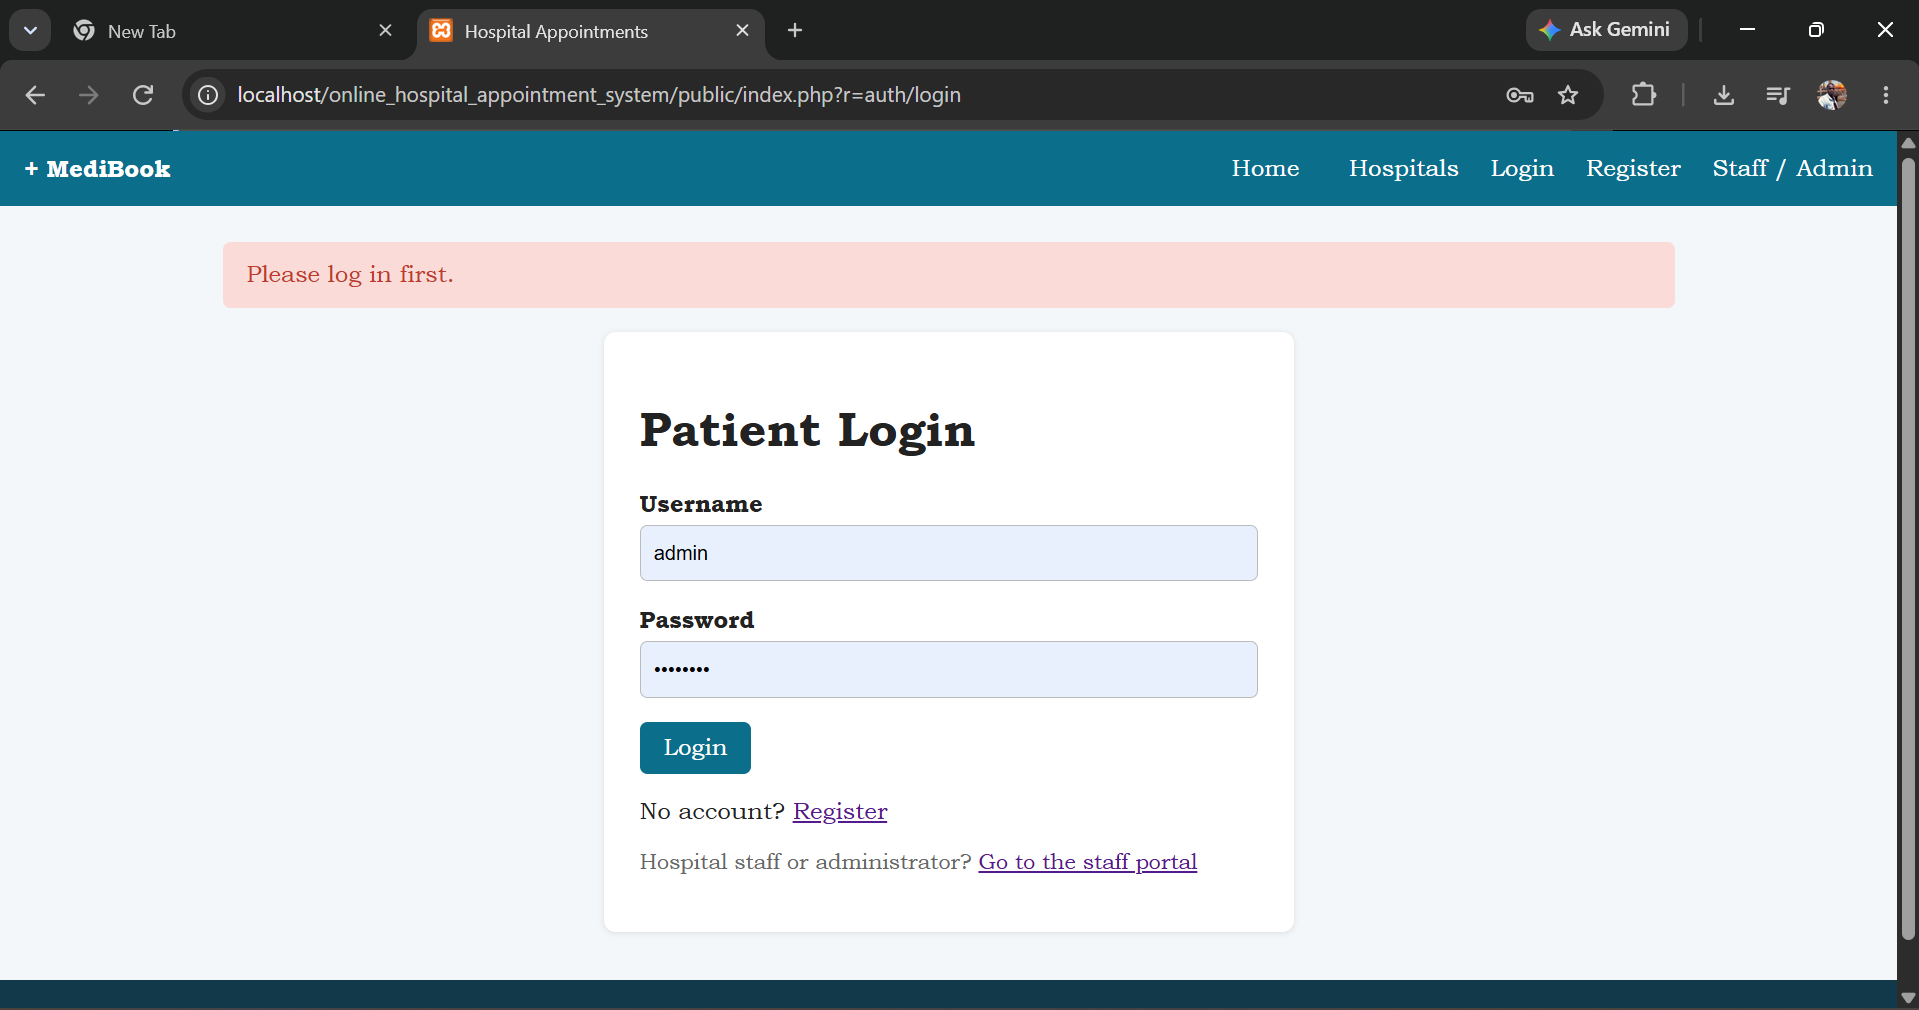 New Tab
Hospital Appointments
Ask Gemini
localhost/online_hospital_appointment_system/public/index.php?r=auth/login
+ MediBook
Home Hospitals Login Register Staff / Admin
Please log in first.
Patient Login
Username
admin
Password
••••••••
Login
No account? Register
Hospital staff or administrator? Go to the staff portal